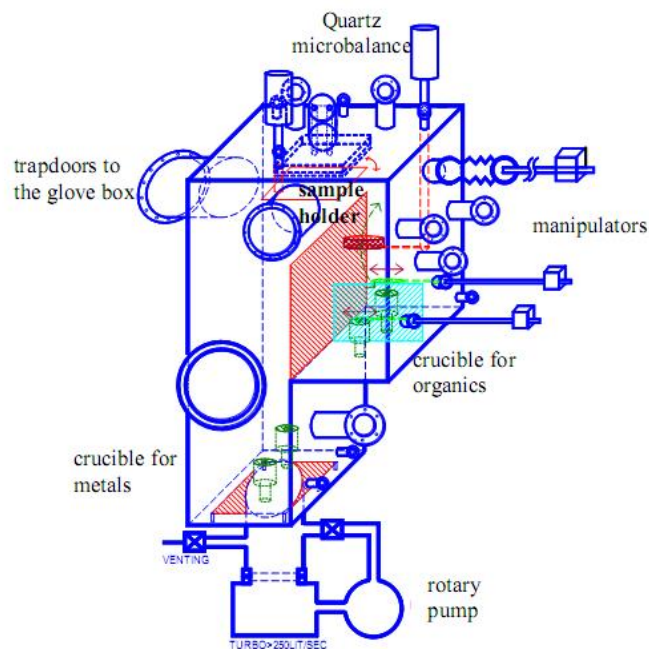 Quartz
microbalance
trapdoors to
the glove box
sample
holder
manipulators
crucible for
organics
crucible for
metals
VENTING
rotary
pump
TURBO>250LIT/SEC